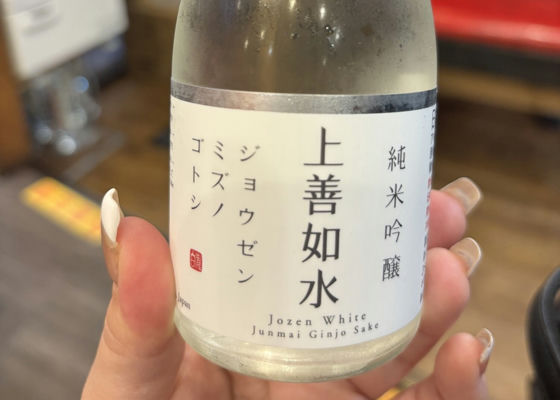 純米吟醸
上善如水
ジョウゼン
ミズノ
ゴトシ
Jozen White
Junmai Ginjo Sake
Japan